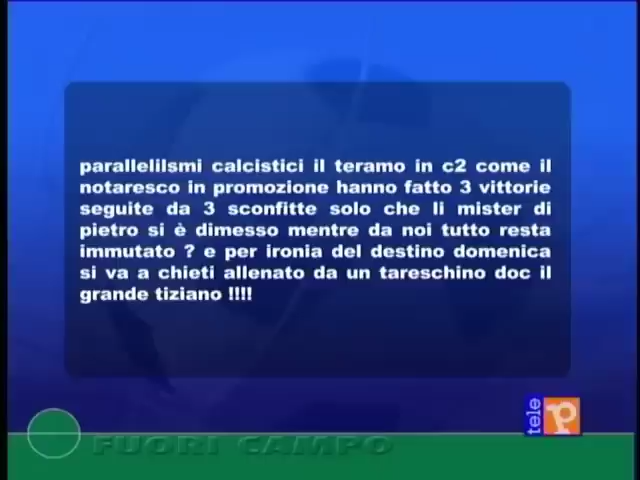 parallelilsmi calcistici il teramo in c2 come il
notaresco in promozione hanno fatto 3 vittorie
seguite da 3 sconfitte solo che li mister di
pietro si è dimesso mentre da noi tutto resta
immutato ? e per ironia del destino domenica
si va a chieti allenato da un tareschino doc il
grande tiziano !!!!
tele p
FUORI CAMPO